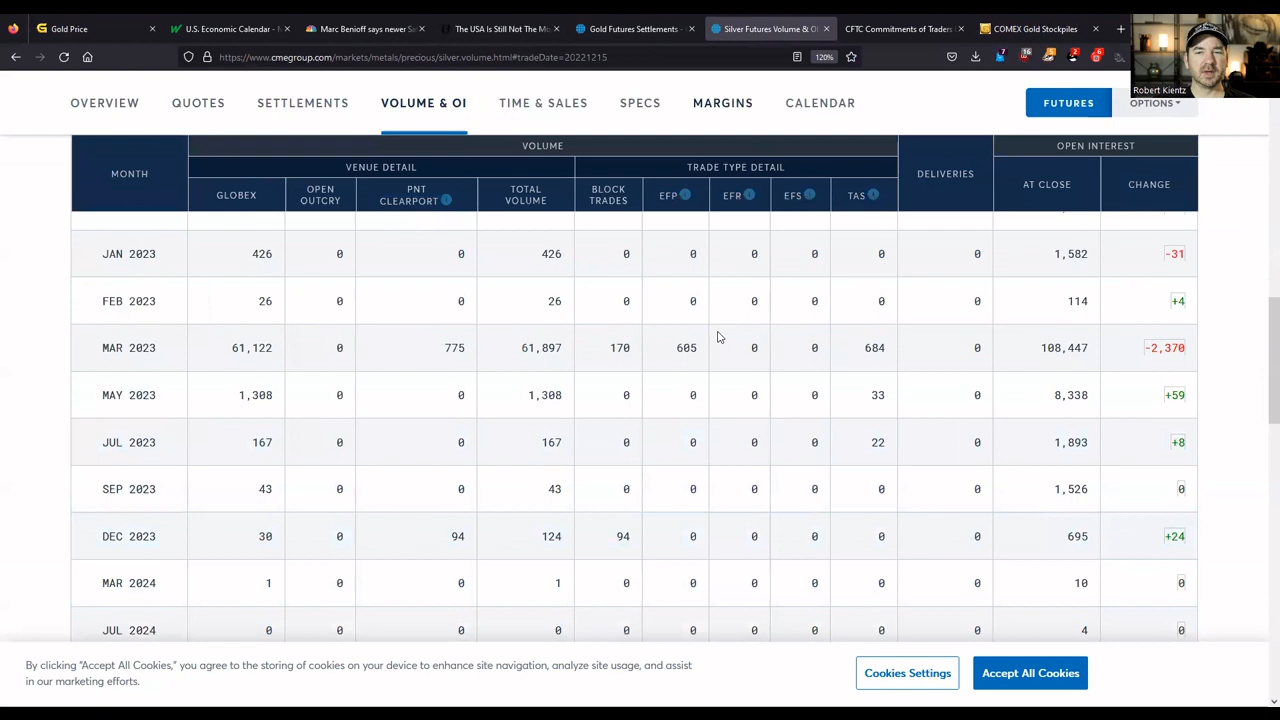 Gold Price
U.S. Economic Calendar - M
Marc Benioff says newer Sa
The USA Is Still Not The M
Gold Futures Settlements -
Silver Futures Volume & O
CFTC Commitments of Traders
COMEX Gold Stockpiles
https://www.cmegroup.com/markets/metals/precious/silver.volume.html#tradeDate=20221215
120%
7 16 2 6
Robert Kientz
OVERVIEW QUOTES SETTLEMENTS VOLUME & OI TIME & SALES SPECS MARGINS CALENDAR FUTURES OPTIONS
VOLUME OPEN INTEREST
VENUE DETAIL TRADE TYPE DETAIL
MONTH DELIVERIES AT CLOSE CHANGE
GLOBEX OPEN OUTCRY PNT CLEARPORT TOTAL VOLUME BLOCK TRADES EFP EFR EFS TAS
JAN 2023 426 0 0 426 0 0 0 0 0 0 1,582 -31
FEB 2023 26 0 0 26 0 0 0 0 0 0 114 +4
MAR 2023 61,122 0 775 61,897 170 605 0 0 684 0 108,447 -2,370
MAY 2023 1,308 0 0 1,308 0 0 0 0 33 0 8,338 +59
JUL 2023 167 0 0 167 0 0 0 0 22 0 1,893 +8
SEP 2023 43 0 0 43 0 0 0 0 0 0 1,526 0
DEC 2023 30 0 94 124 94 0 0 0 0 0 695 +24
MAR 2024 1 0 0 1 0 0 0 0 0 0 10 0
JUL 2024 0 0 0 0 0 0 0 0 0 0 4 0
By clicking “Accept All Cookies,” you agree to the storing of cookies on your device to enhance site navigation, analyze site usage, and assist
in our marketing efforts.
Cookies Settings
Accept All Cookies